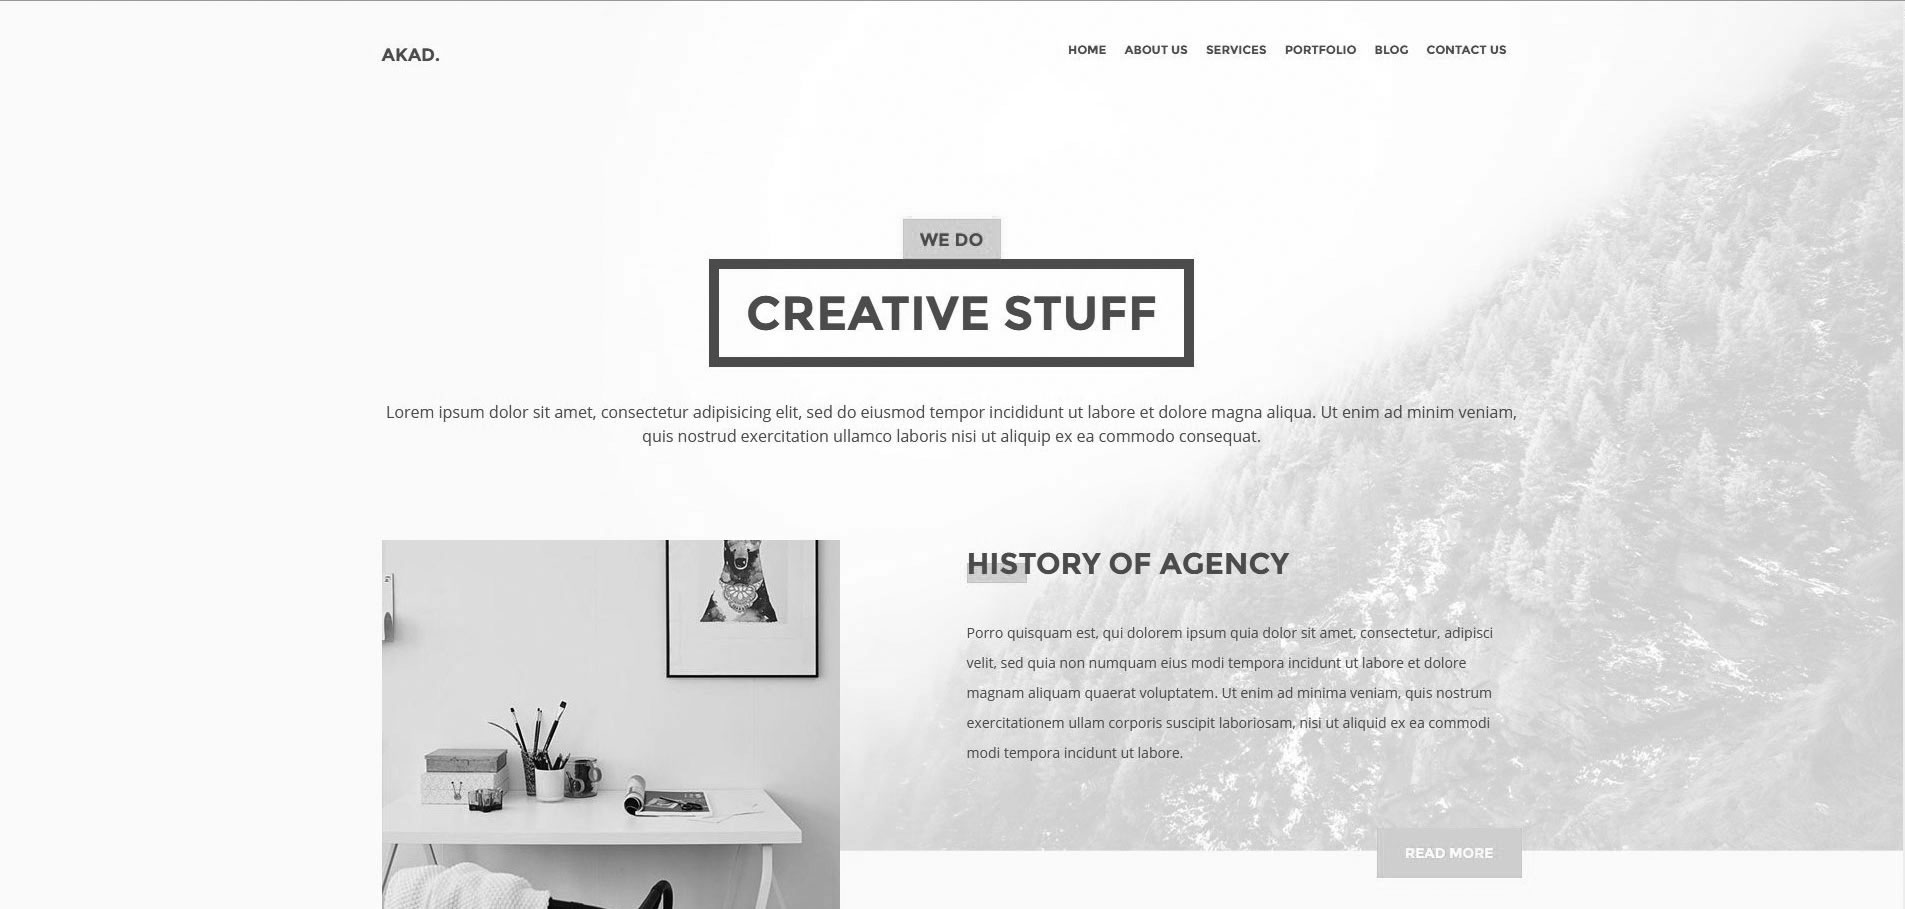 AKAD.
HOME ABOUT US SERVICES PORTFOLIO BLOG CONTACT US
WE DO
CREATIVE STUFF
Lorem ipsum dolor sit amet, consectetur adipisicing elit, sed do eiusmod tempor incididunt ut labore et dolore magna aliqua. Ut enim ad minim veniam,
quis nostrud exercitation ullamco laboris nisi ut aliquip ex ea commodo consequat.
HISTORY OF AGENCY
Porro quisquam est, qui dolorem ipsum quia dolor sit amet, consectetur, adipisci
velit, sed quia non numquam eius modi tempora incidunt ut labore et dolore
magnam aliquam quaerat voluptatem. Ut enim ad minima veniam, quis nostrum
exercitationem ullam corporis suscipit laboriosam, nisi ut aliquid ex ea commodi
modi tempora incidunt ut labore.
READ MORE